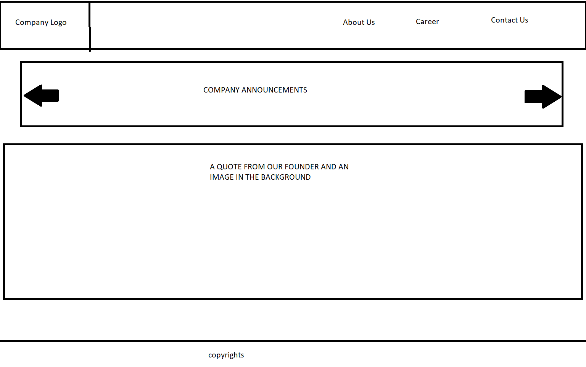 Company Logo
About Us
Career
Contact Us
COMPANY ANNOUNCEMENTS
A QUOTE FROM OUR FOUNDER AND AN
IMAGE IN THE BACKGROUND
copyrights